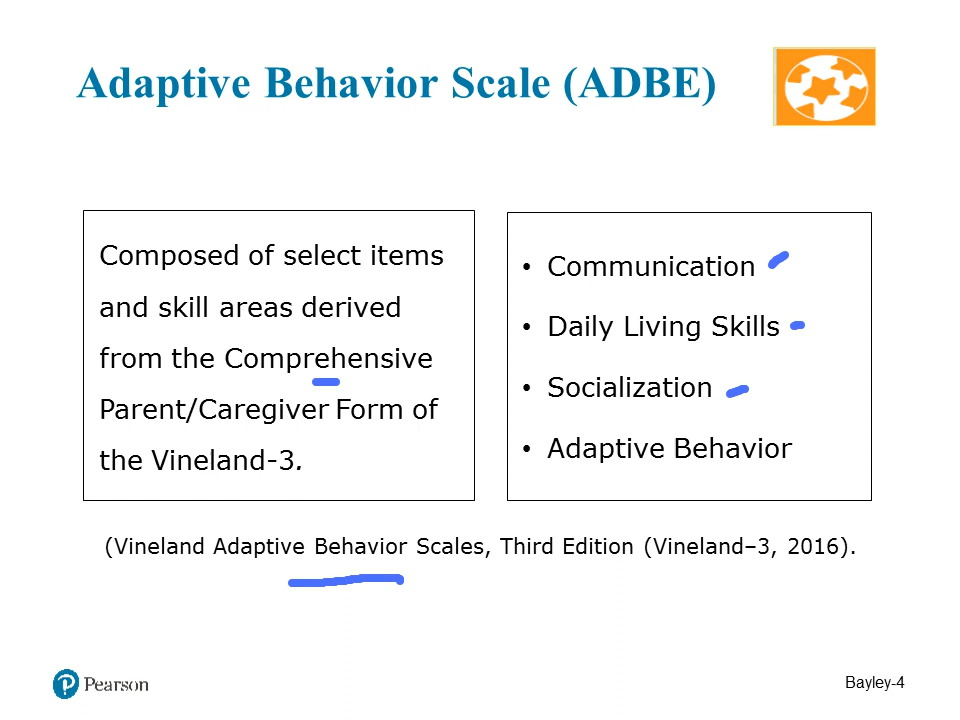 Adaptive Behavior Scale (ADBE)
Composed of select items
and skill areas derived
from the Comprehensive
Parent/Caregiver Form of
the Vineland-3.
• Communication
• Daily Living Skills
• Socialization
• Adaptive Behavior
(Vineland Adaptive Behavior Scales, Third Edition (Vineland–3, 2016).
Pearson
Bayley-4